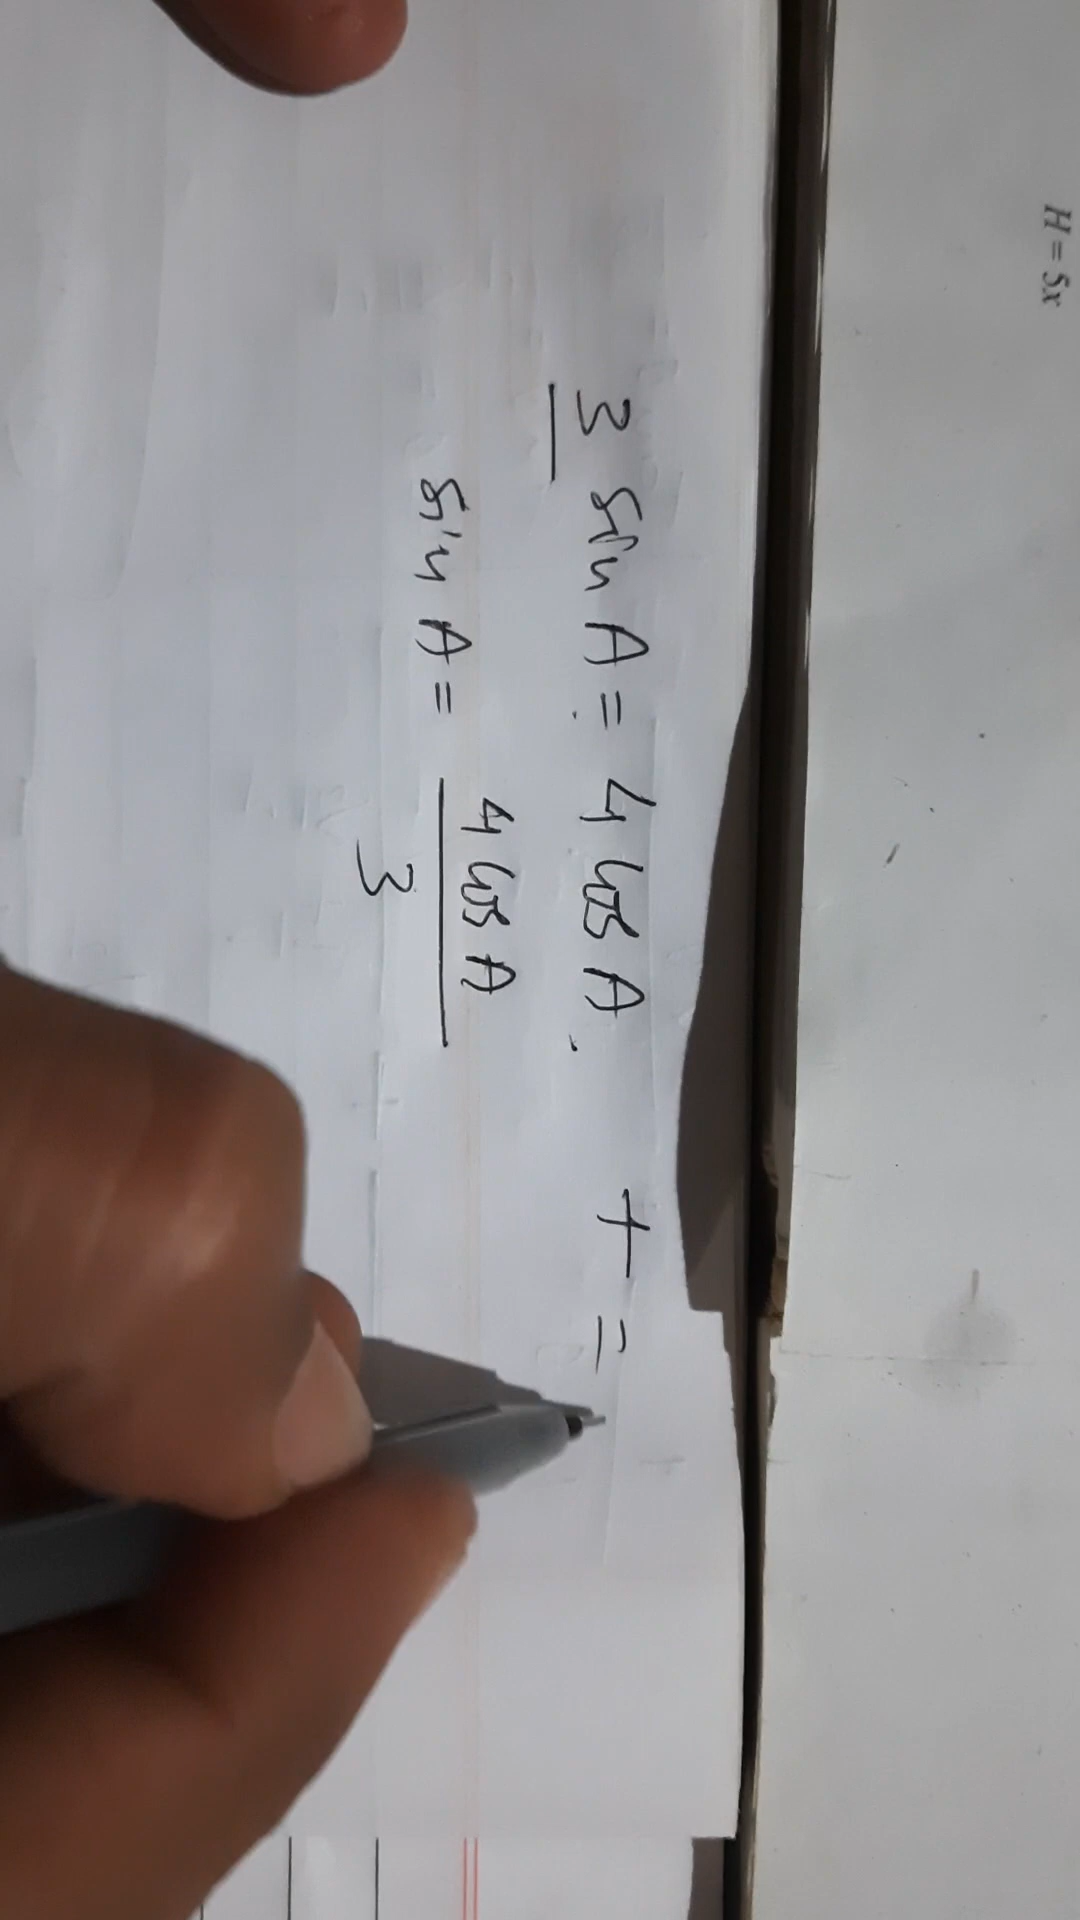 H = 5x
3 sin A = 4 cos A. + =
sin A = 4 cos A
3